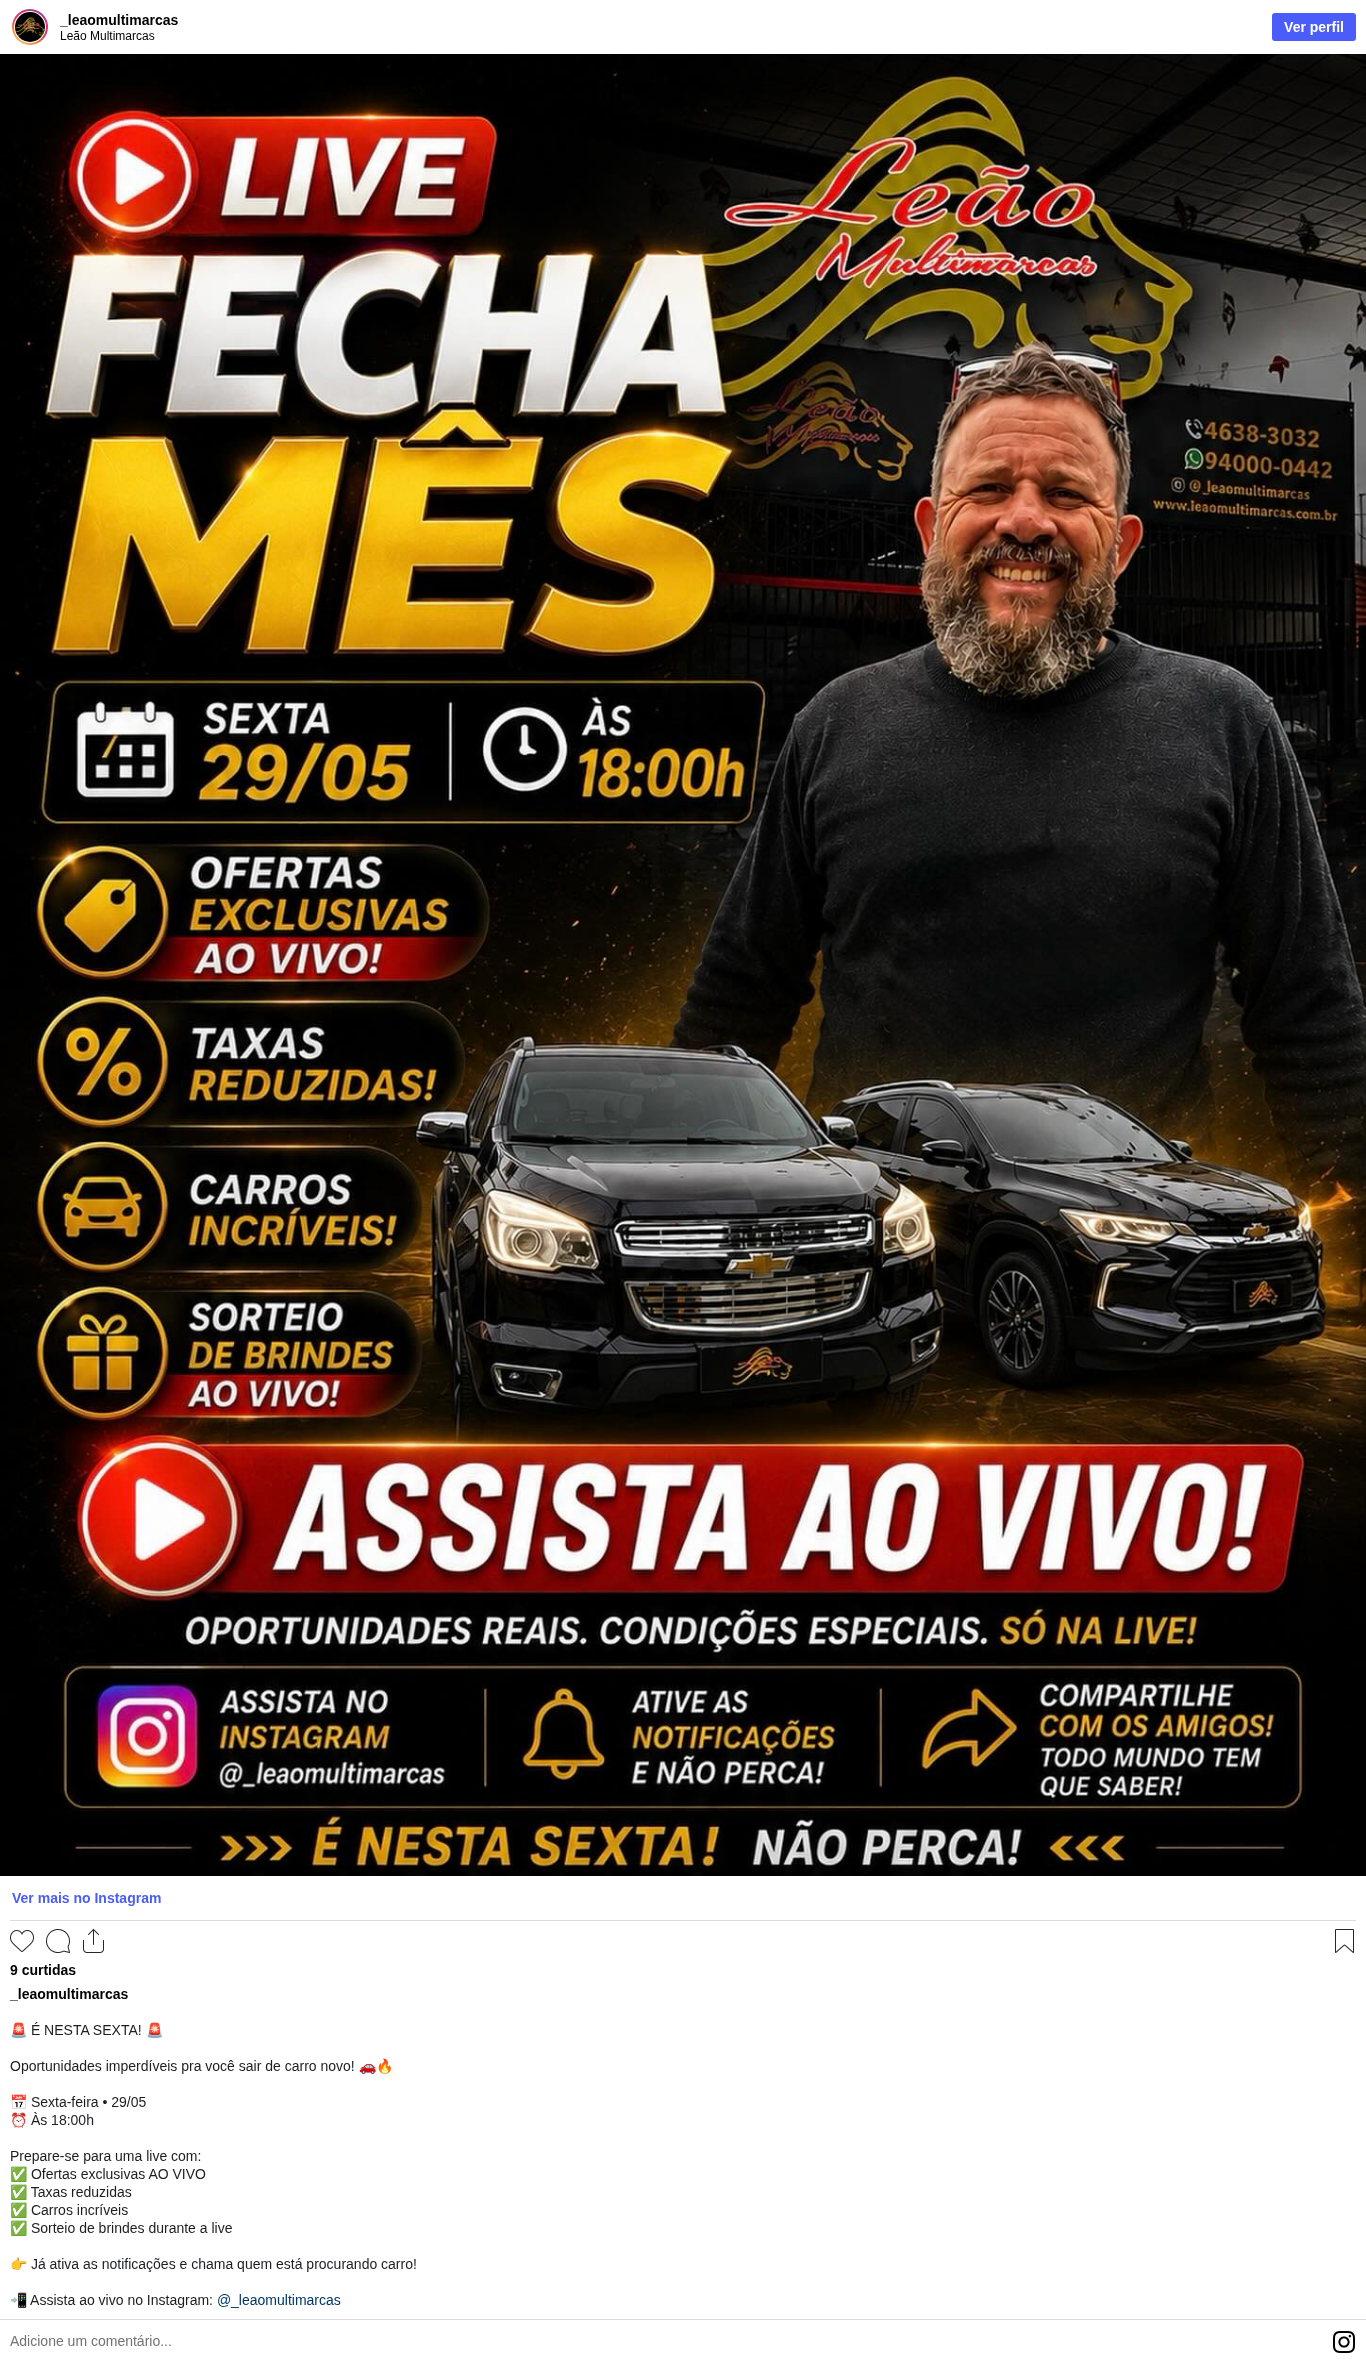 _leaomultimarcas
Leão Multimarcas
Ver perfil
LIVE
Leão
Multimarcas
FECHA
MÊS
Leão
Multimarcas
4638-3032
94000-0442
@_leaomultimarcas
www.leaomultimarcas.com.br
SEXTA
29/05
ÀS
18:00h
OFERTAS
EXCLUSIVAS
AO VIVO!
TAXAS
REDUZIDAS!
CARROS
INCRÍVEIS!
SORTEIO
DE BRINDES
AO VIVO!
ASSISTA AO VIVO!
OPORTUNIDADES REAIS. CONDIÇÕES ESPECIAIS. SÓ NA LIVE!
ASSISTA NO
INSTAGRAM
@_leaomultimarcas
ATIVE AS
NOTIFICAÇÕES
E NÃO PERCA!
COMPARTILHE
COM OS AMIGOS!
TODO MUNDO TEM
QUE SABER!
>>> É NESTA SEXTA! NÃO PERCA! <<<
Ver mais no Instagram
9 curtidas
_leaomultimarcas
🚨 É NESTA SEXTA! 🚨
Oportunidades imperdíveis pra você sair de carro novo! 🚗🔥
📅 Sexta-feira • 29/05
⏰ Às 18:00h
Prepare-se para uma live com:
✅ Ofertas exclusivas AO VIVO
✅ Taxas reduzidas
✅ Carros incríveis
✅ Sorteio de brindes durante a live
👉 Já ativa as notificações e chama quem está procurando carro!
📲 Assista ao vivo no Instagram: @_leaomultimarcas
Adicione um comentário...